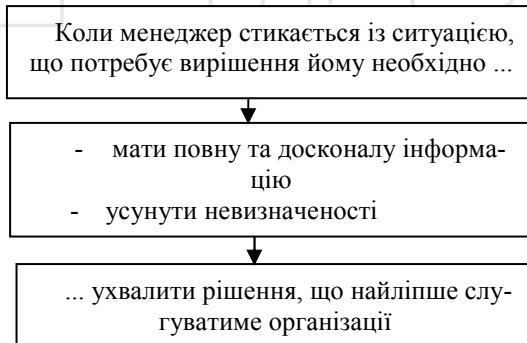 Коли менеджер стикається із ситуацією,
що потребує вирішення йому необхідно ...
- мати повну та досконалу інформа-
цію
- усунути невизначеності
... ухвалити рішення, що найліпше слу-
гуватиме організації